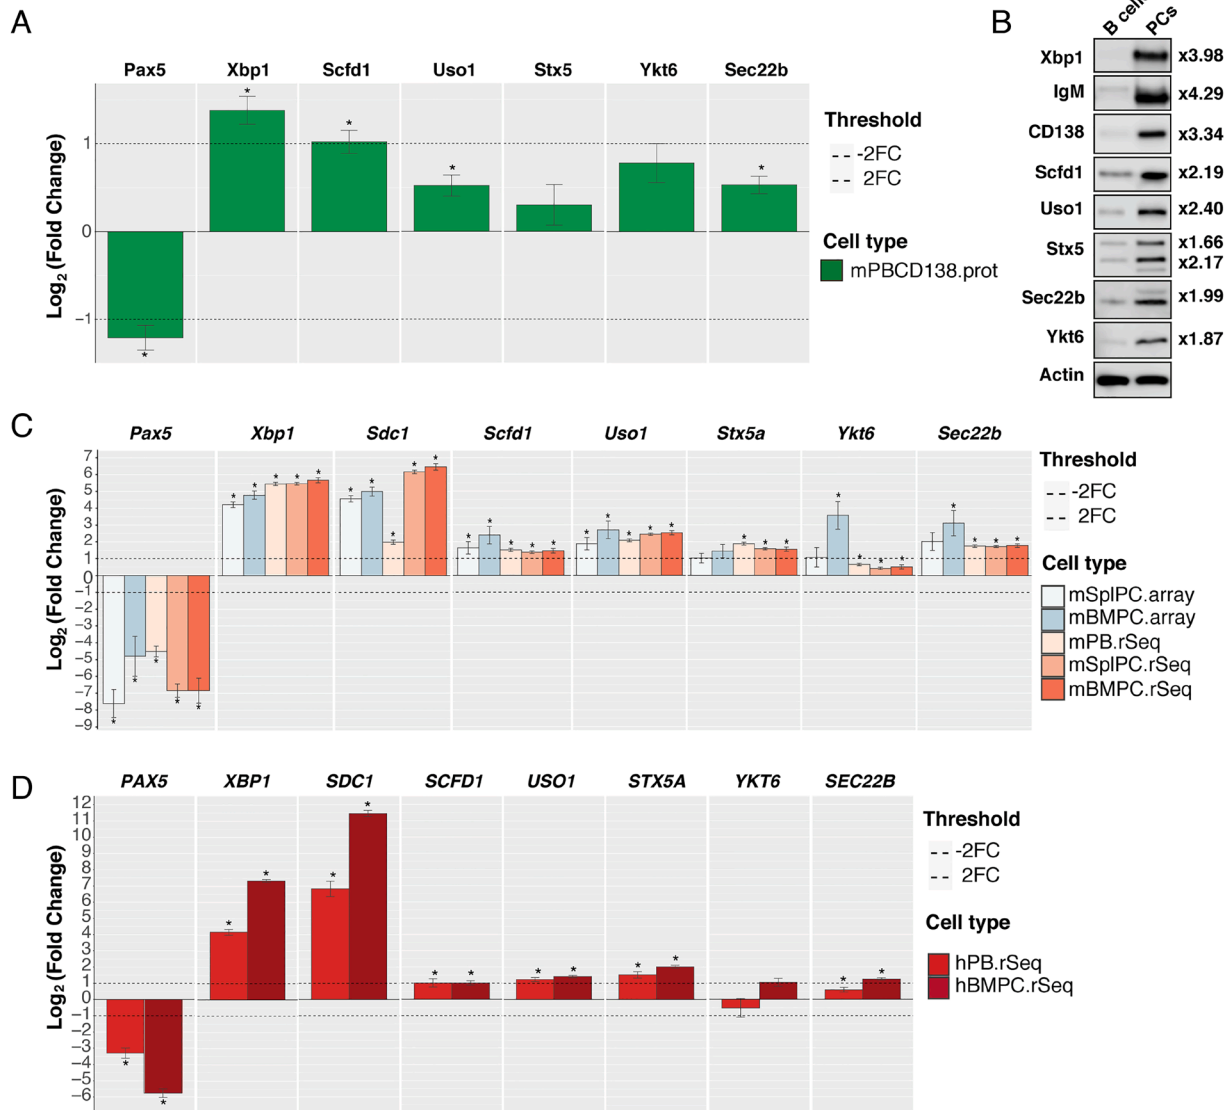 A
Pax5 Xbp1 Scfd1 Uso1 Stx5 Ykt6 Sec22b
Log2 (Fold Change)
1
0
−1
* * * * *
Threshold
-2FC
2FC
Cell type
mPBCD138.prot
B
B cell PCs
Xbp1 x3.98
IgM x4.29
CD138 x3.34
Scfd1 x2.19
Uso1 x2.40
Stx5 x1.66
x2.17
Sec22b x1.99
Ykt6 x1.87
Actin
C
Pax5 Xbp1 Sdc1 Scfd1 Uso1 Stx5a Ykt6 Sec22b
Log2 (Fold Change)
7
6
5
4
3
2
1
0
−1
−2
−3
−4
−5
−6
−7
−8
−9
Threshold
-2FC
2FC
Cell type
mSplPC.array
mBMPC.array
mPB.rSeq
mSplPC.rSeq
mBMPC.rSeq
D
PAX5 XBP1 SDC1 SCFD1 USO1 STX5A YKT6 SEC22B
Log2 (Fold Change)
12
11
10
9
8
7
6
5
4
3
2
1
0
−1
−2
−3
−4
−5
−6
Threshold
-2FC
2FC
Cell type
hPB.rSeq
hBMPC.rSeq